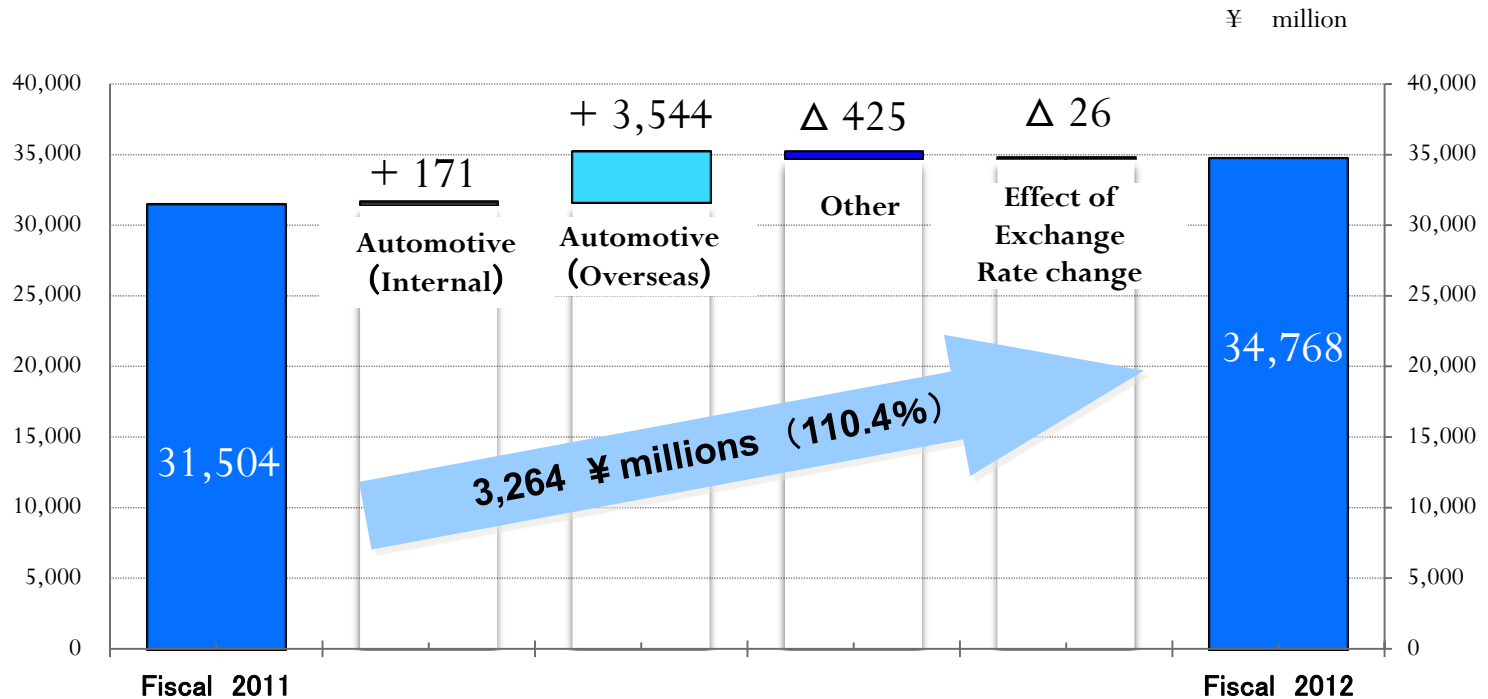 ¥ million
40,000
35,000
30,000
25,000
20,000
15,000
10,000
5,000
0
40,000
35,000
30,000
25,000
20,000
15,000
10,000
5,000
0
31,504
+ 171
Automotive
(Internal)
+ 3,544
Automotive
(Overseas)
Δ 425
Other
Δ 26
Effect of
Exchange
Rate change
34,768
3,264 ¥ millions (110.4%)
Fiscal 2011
Fiscal 2012